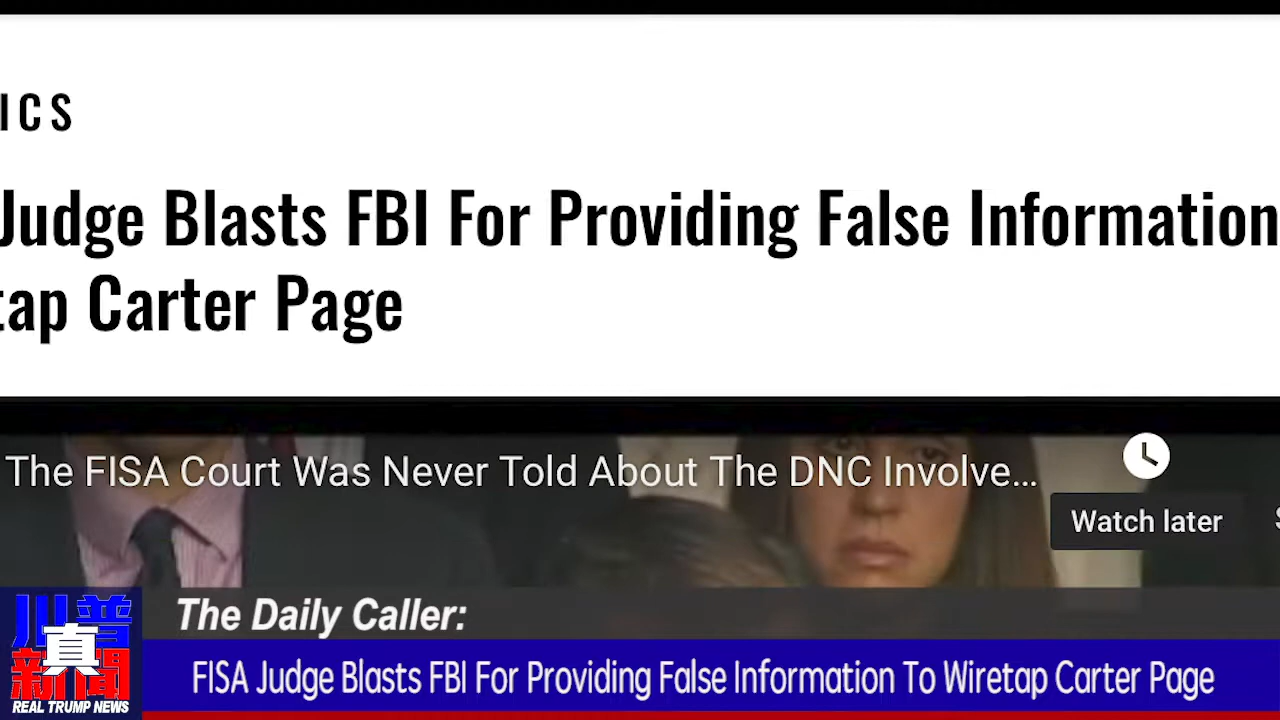 ICS
Judge Blasts FBI For Providing False Information
tap Carter Page
The FISA Court Was Never Told About The DNC Involve...
Watch later
The Daily Caller:
FISA Judge Blasts FBI For Providing False Information To Wiretap Carter Page
川普
真
新聞
REAL TRUMP NEWS